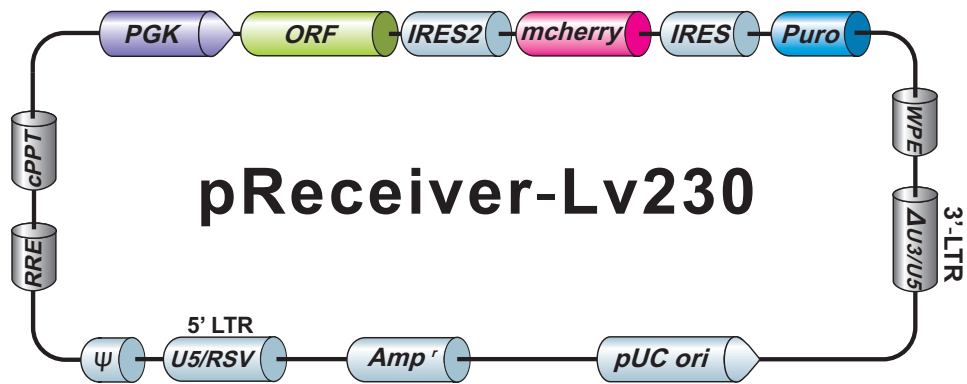 PGK ORF IRES2 mcherry IRES Puro
cPPT
WPE
pReceiver-Lv230
RRE
ΔU3/U5
3'-LTR
5' LTR
Ψ U5/RSV Amp r pUC ori